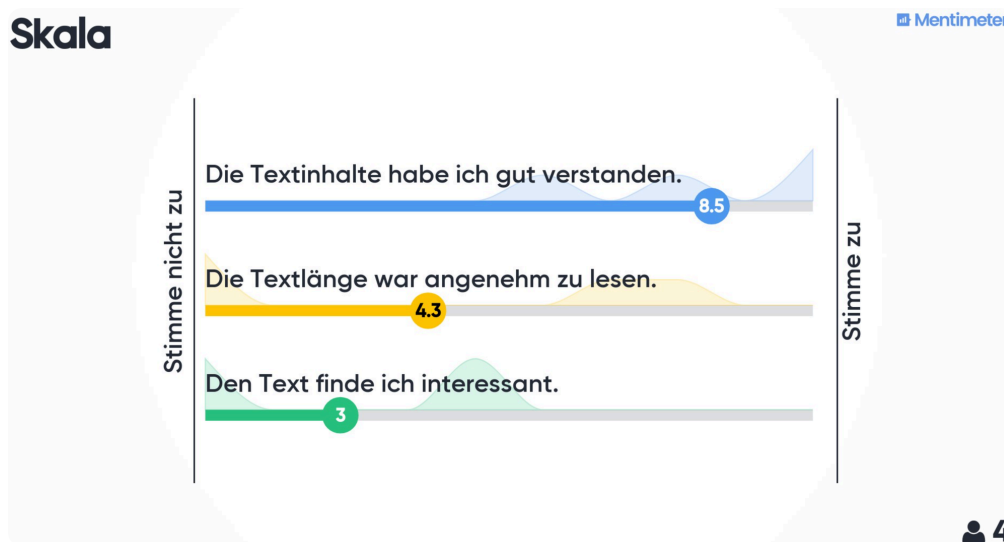 Skala
Mentimeter
Stimme nicht zu
Die Textinhalte habe ich gut verstanden.
8.5
Die Textlänge war angenehm zu lesen.
4.3
Den Text finde ich interessant.
3
Stimme zu
4